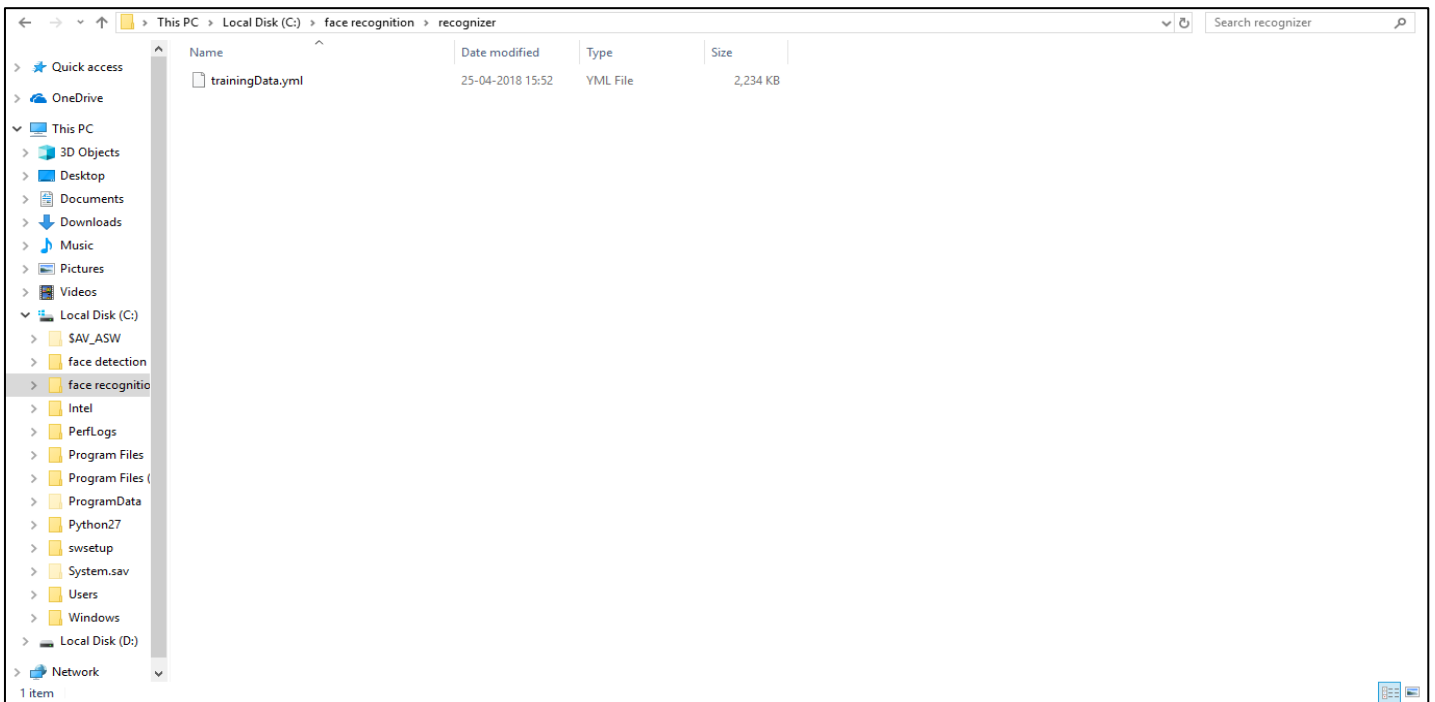 This PC > Local Disk (C:) > face recognition > recognizer
Search recognizer
Name Date modified Type Size
trainingData.yml 25-04-2018 15:52 YML File 2,234 KB
Quick access
OneDrive
This PC
3D Objects
Desktop
Documents
Downloads
Music
Pictures
Videos
Local Disk (C:)
$AV_ASW
face detection
face recognitio
Intel
PerfLogs
Program Files
Program Files (
ProgramData
Python27
swsetup
System.sav
Users
Windows
Local Disk (D:)
Network
1 item